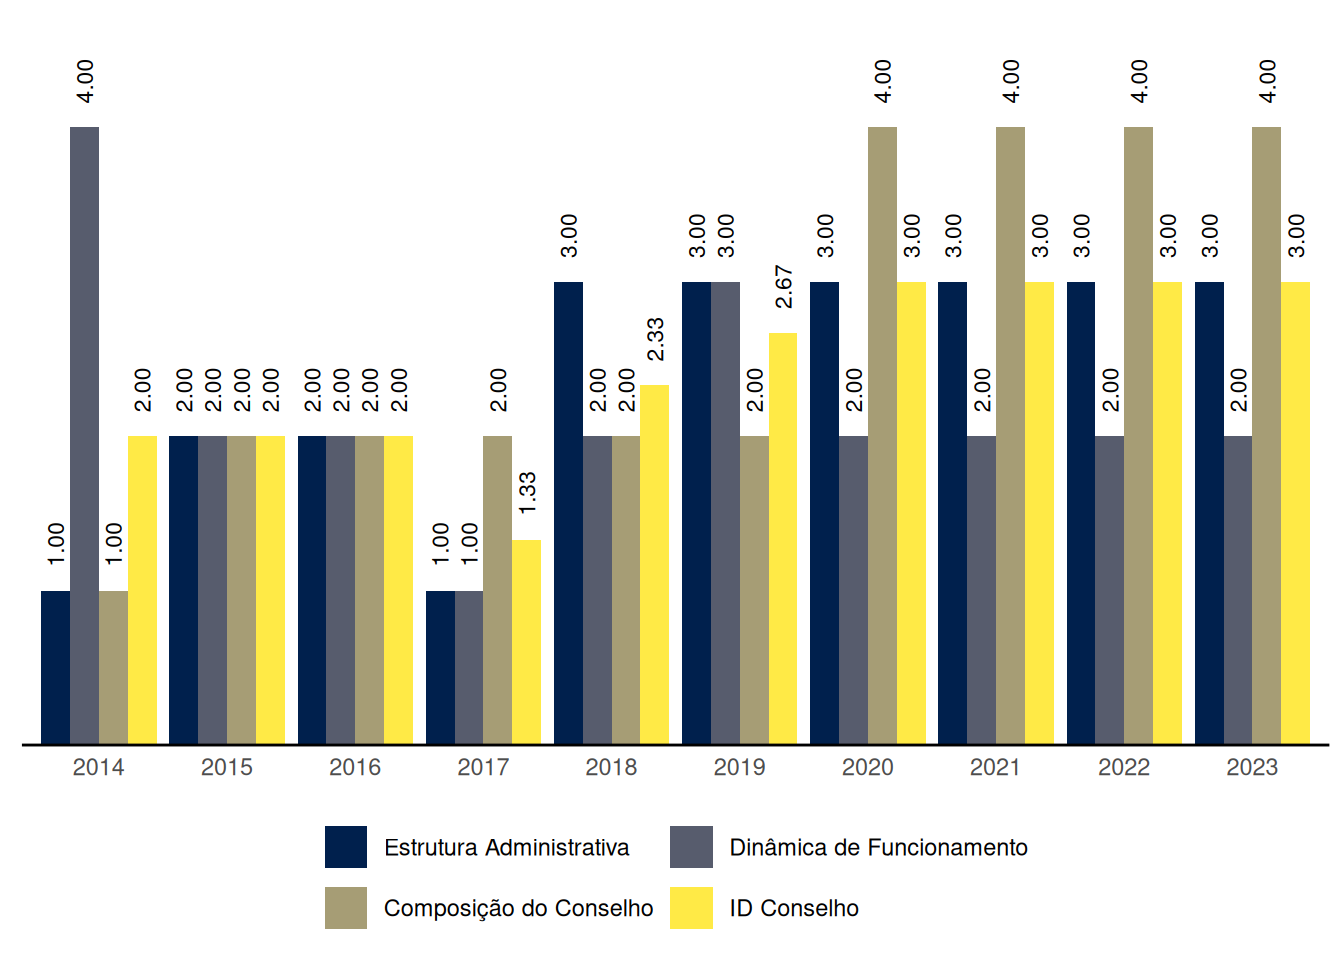 1.00 4.00 1.00 2.00
2.00 2.00 2.00 2.00
2.00 2.00 2.00 2.00
1.00 1.00 2.00 1.33
3.00 2.00 2.00 2.33
3.00 3.00 2.00 2.67
3.00 2.00 4.00 3.00
3.00 2.00 4.00 3.00
3.00 2.00 4.00 3.00
3.00 2.00 4.00 3.00
2014 2015 2016 2017 2018 2019 2020 2021 2022 2023
Estrutura Administrativa Dinâmica de Funcionamento
Composição do Conselho ID Conselho